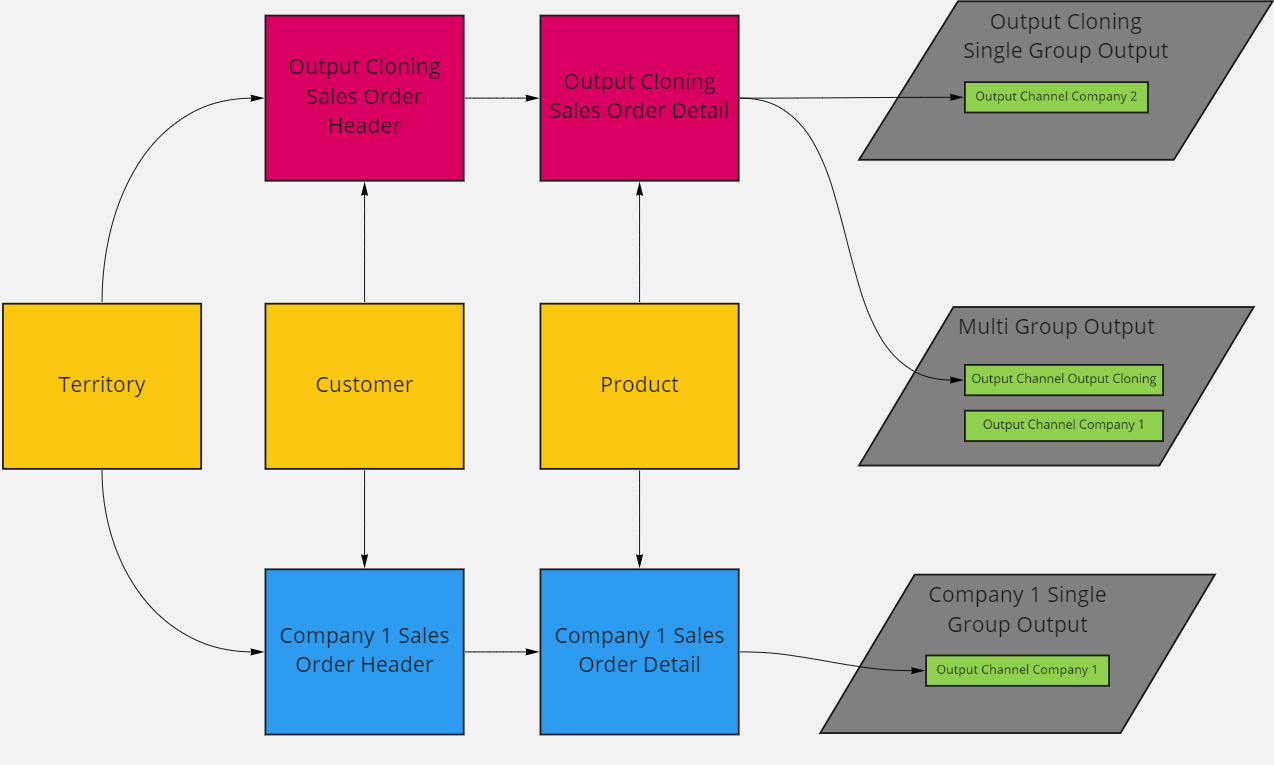 Output Cloning
Sales Order
Header
Output Cloning
Sales Order Detail
Output Cloning
Single Group Output
Output Channel Company 2
Territory
Customer
Product
Multi Group Output
Output Channel Output Cloning
Output Channel Company 1
Company 1 Sales
Order Header
Company 1 Sales
Order Detail
Company 1 Single
Group Output
Output Channel Company 1